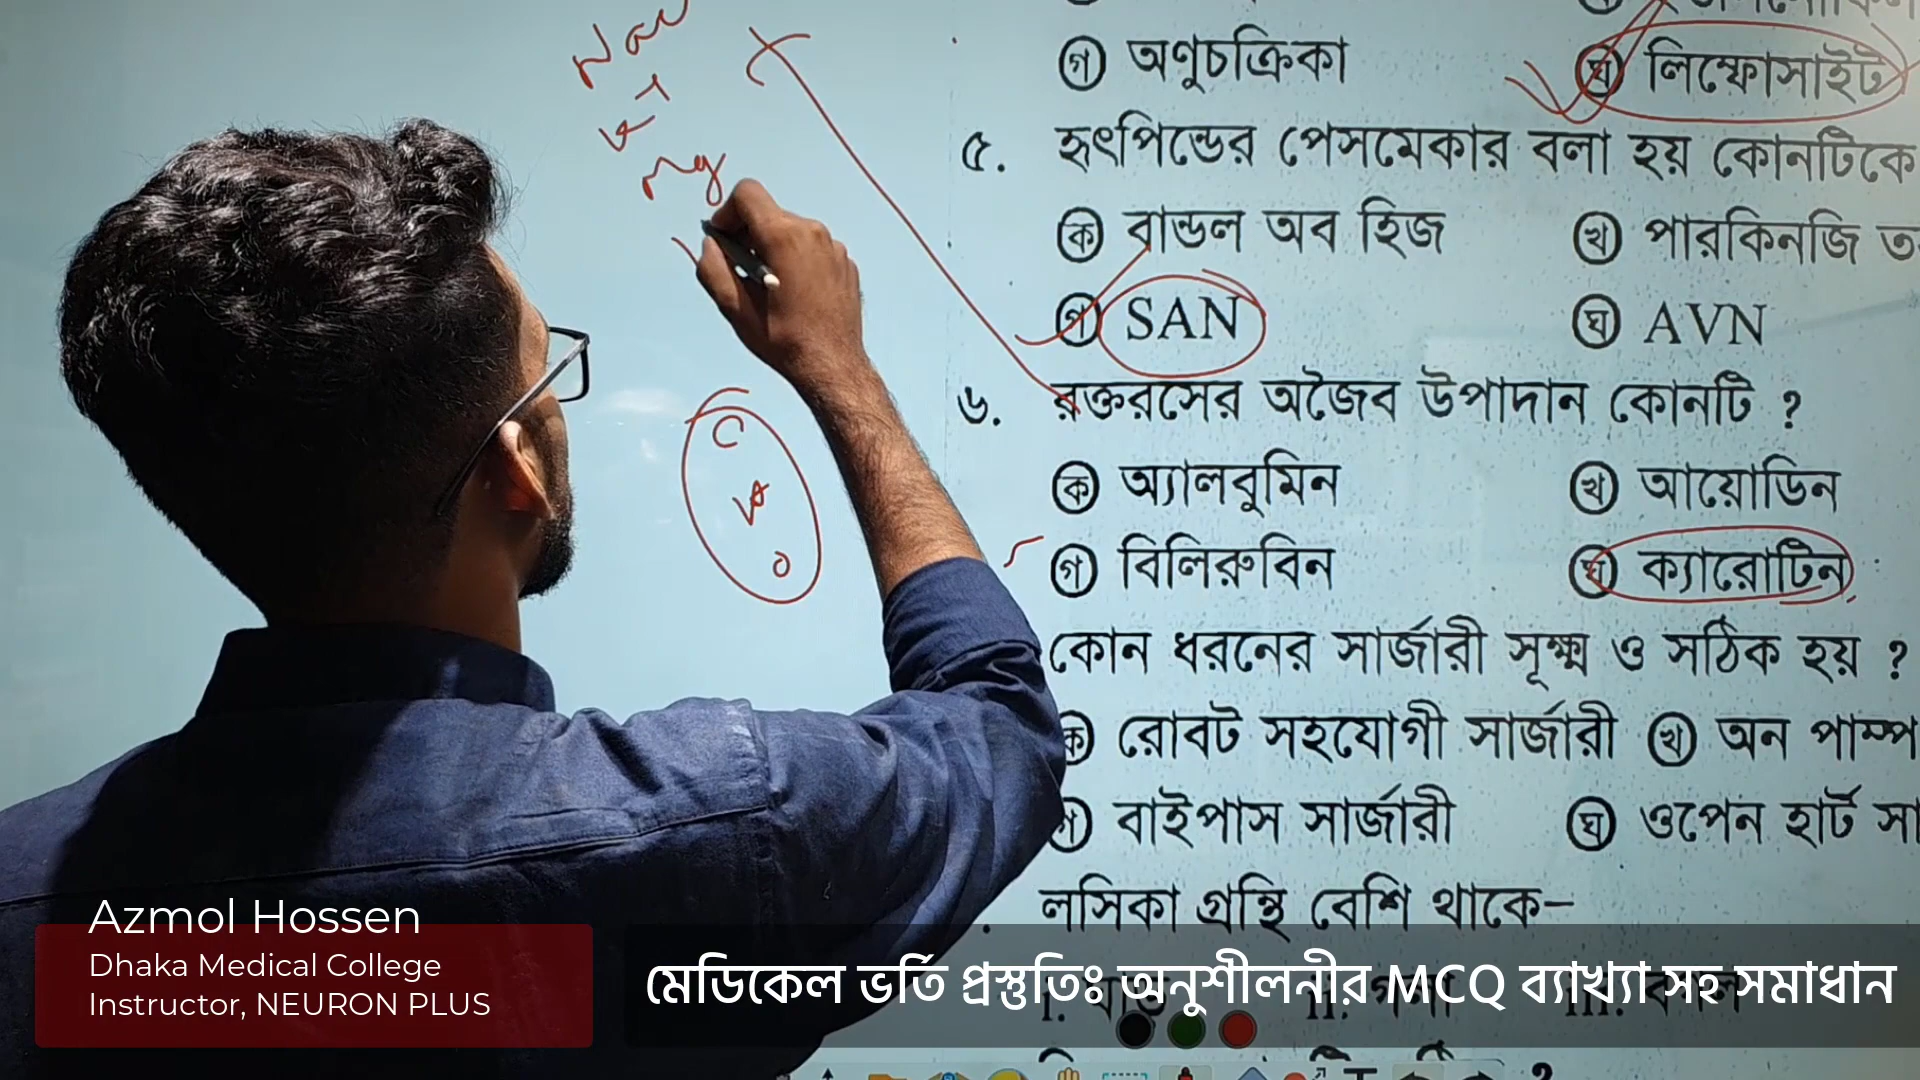 গ অণুচক্রিকা ঘ লিম্ফোসাইট
৫. হৃৎপিন্ডের পেসমেকার বলা হয় কোনটিকে
ক বান্ডল অব হিজ খ পারকিনজি ত
গ SAN ঘ AVN
৬. রক্তরসের অজৈব উপাদান কোনটি ?
ক অ্যালবুমিন খ আয়োডিন
গ বিলিরুবিন ঘ ক্যারোটিন
কোন ধরনের সার্জারী সূক্ষ্ম ও সঠিক হয় ?
ক রোবট সহযোগী সার্জারী খ অন পাম্প
গ বাইপাস সার্জারী ঘ ওপেন হার্ট সা
লসিকা গ্রন্থি বেশি থাকে–
Mg
C
K
D
Azmol Hossen
Dhaka Medical College
Instructor, NEURON PLUS
মেডিকেল ভর্তি প্রস্তুতিঃ অনুশীলনীর MCQ ব্যাখ্যা সহ সমাধান